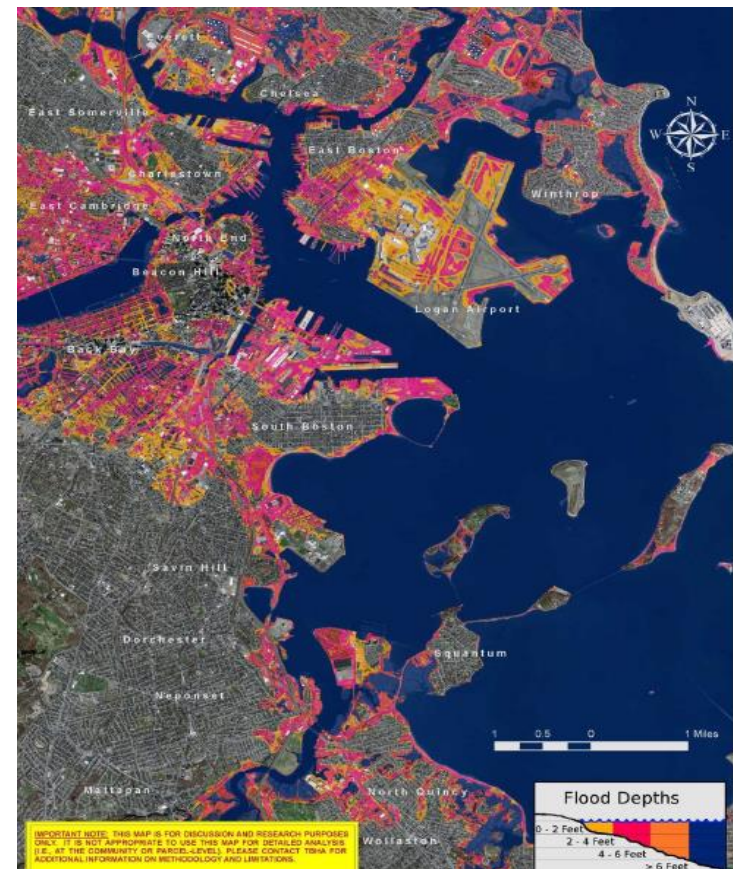 Everett
Chelsea
East Somerville
East Boston
Charlestown
Winthrop
East Cambridge
North End
Beacon Hill
Logan Airport
Back Bay
South Boston
Savin Hill
Dorchester
Squantum
Neponset
Mattapan
North Quincy
Wollaston
N
W E
S
1 0.5 0 1 Miles
Flood Depths
0 - 2 Feet
2 - 4 Feet
4 - 6 Feet
> 6 Feet
IMPORTANT NOTE: THIS MAP IS FOR DISCUSSION AND RESEARCH PURPOSES
ONLY. IT IS NOT APPROPRIATE TO USE THIS MAP FOR DETAILED ANALYSIS
(I.E., AT THE COMMUNITY OR PARCEL-LEVEL). PLEASE CONTACT TBHA FOR
ADDITIONAL INFORMATION ON METHODOLOGY AND LIMITATIONS.